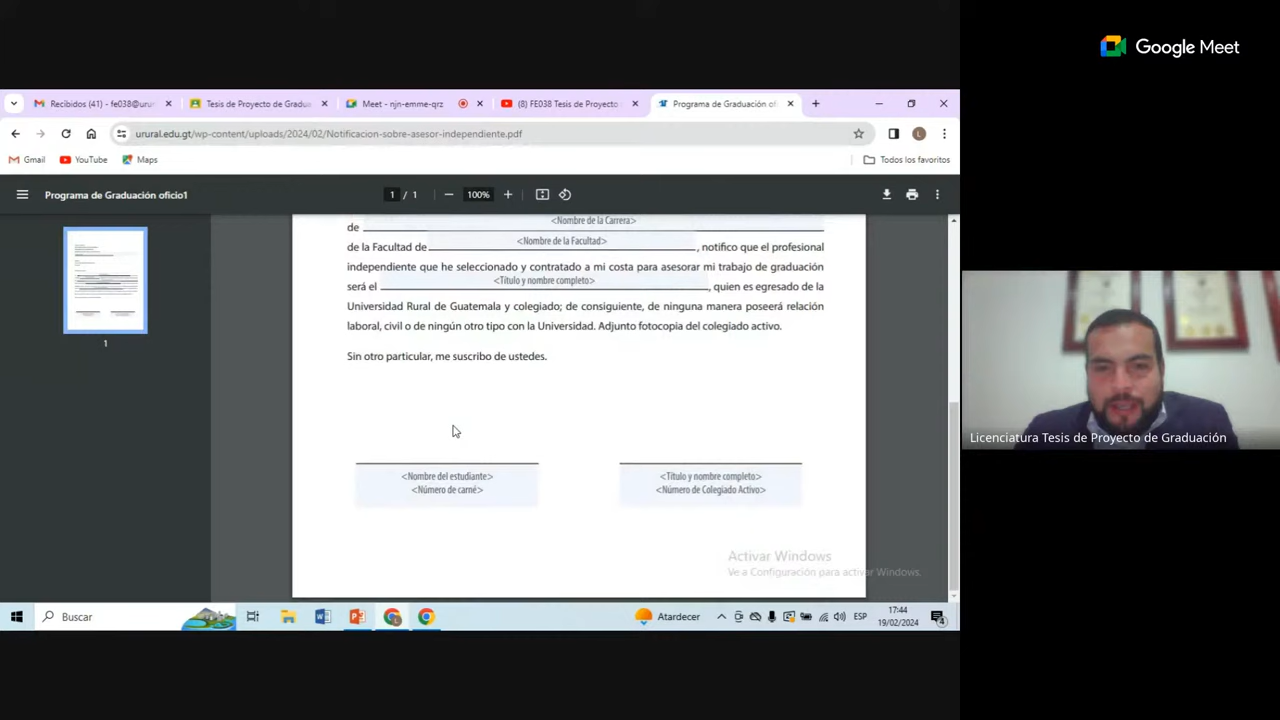 Google Meet
Recibidos (41) - fe038@urur
Tesis de Proyecto de Gradua
Meet - njn-emme-qrz
(8) FE038 Tesis de Proyecto
Programa de Graduación of
urural.edu.gt/wp-content/uploads/2024/02/Notificacion-sobre-asesor-independiente.pdf
Gmail
YouTube
Maps
Todos los favoritos
Programa de Graduación oficio1
1 / 1
100%
<Nombre de la Carrera>
de
<Nombre de la Facultad>
de la Facultad de , notifico que el profesional
independiente que he seleccionado y contratado a mi costa para asesorar mi trabajo de graduación
<Título y nombre completo>
será el , quien es egresado de la
Universidad Rural de Guatemala y colegiado; de consiguiente, de ninguna manera poseerá relación
laboral, civil o de ningún otro tipo con la Universidad. Adjunto fotocopia del colegiado activo.
Sin otro particular, me suscribo de ustedes.
<Nombre del estudiante>
<Número de carné>
<Título y nombre completo>
<Número de Colegiado Activo>
1
Activar Windows
Ve a Configuración para activar Windows.
Licenciatura Tesis de Proyecto de Graduación
Buscar
Atardecer
ESP
17:44
19/02/2024
4